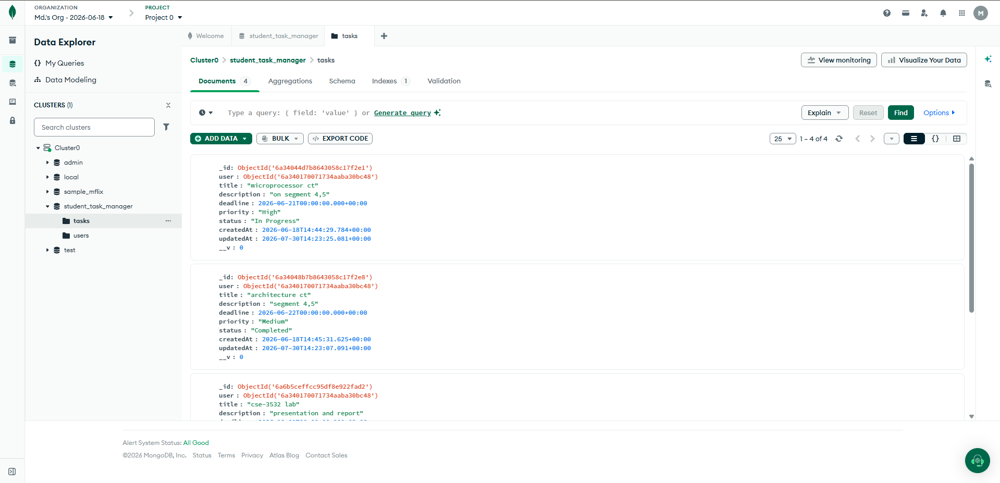 ORGANIZATION
Md.'s Org - 2026-06-18
PROJECT
Project 0
M
Data Explorer
My Queries
Data Modeling
CLUSTERS (1)
Search clusters
Cluster0
admin
local
sample_mflix
student_task_manager
tasks
users
test
Welcome
student_task_manager
tasks
Cluster0 > student_task_manager > tasks
View monitoring
Visualize Your Data
Documents 4
Aggregations
Schema
Indexes 1
Validation
Type a query: { field: 'value' } or Generate query
Explain
Reset
Find
Options
ADD DATA
BULK
EXPORT CODE
25
1 – 4 of 4
_id: ObjectId('6a34044d7b8643058c17f2e1')
user : ObjectId('6a340170071734aaba30bc48')
title : "microprocessor ct"
description : "on segment 4,5"
deadline : 2026-06-21T00:00:00.000+00:00
priority : "High"
status : "In Progress"
createdAt : 2026-06-18T14:44:29.784+00:00
updatedAt : 2026-07-30T14:23:25.081+00:00
__v : 0
_id: ObjectId('6a34048b7b8643058c17f2e8')
user : ObjectId('6a340170071734aaba30bc48')
title : "architecture ct"
description : "segment 4,5"
deadline : 2026-06-22T00:00:00.000+00:00
priority : "Medium"
status : "Completed"
createdAt : 2026-06-18T14:45:31.625+00:00
updatedAt : 2026-07-30T14:23:07.091+00:00
__v : 0
_id: ObjectId('6a6b5ceffcc95df8e922fad2')
user : ObjectId('6a340170071734aaba30bc48')
title : "cse-3532 lab"
description : "presentation and report"
Alert System Status: All Good
©2026 MongoDB, Inc. Status Terms Privacy Atlas Blog Contact Sales